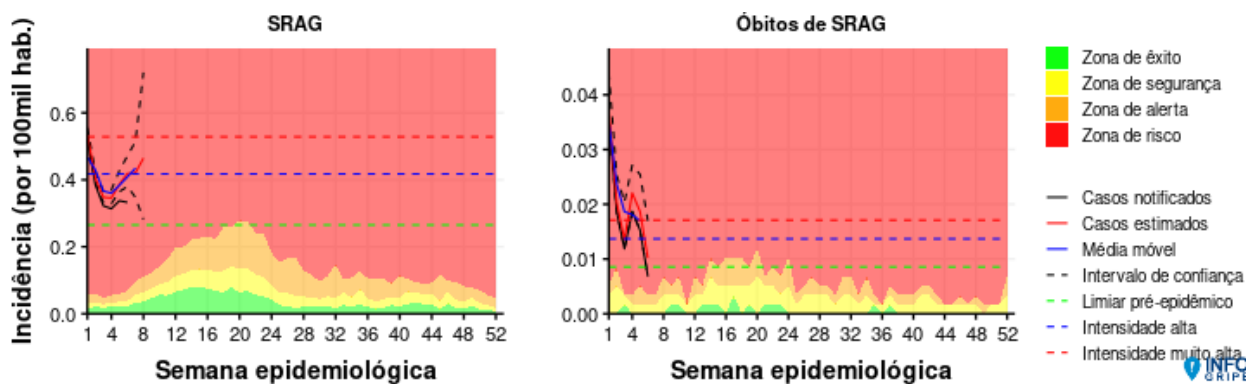 SRAG
Óbitos de SRAG
Incidência (por 100mil hab.)
0.6
0.4
0.2
0.0
1 4 8 12 16 20 24 28 32 36 40 44 48 52
Semana epidemiológica
0.04
0.03
0.02
0.01
0.00
1 4 8 12 16 20 24 28 32 36 40 44 48 52
Semana epidemiológica
Zona de êxito
Zona de segurança
Zona de alerta
Zona de risco
Casos notificados
Casos estimados
Média móvel
Intervalo de confiança
Limiar pré-epidêmico
Intensidade alta
Intensidade muito alta
INFO
GRIPE